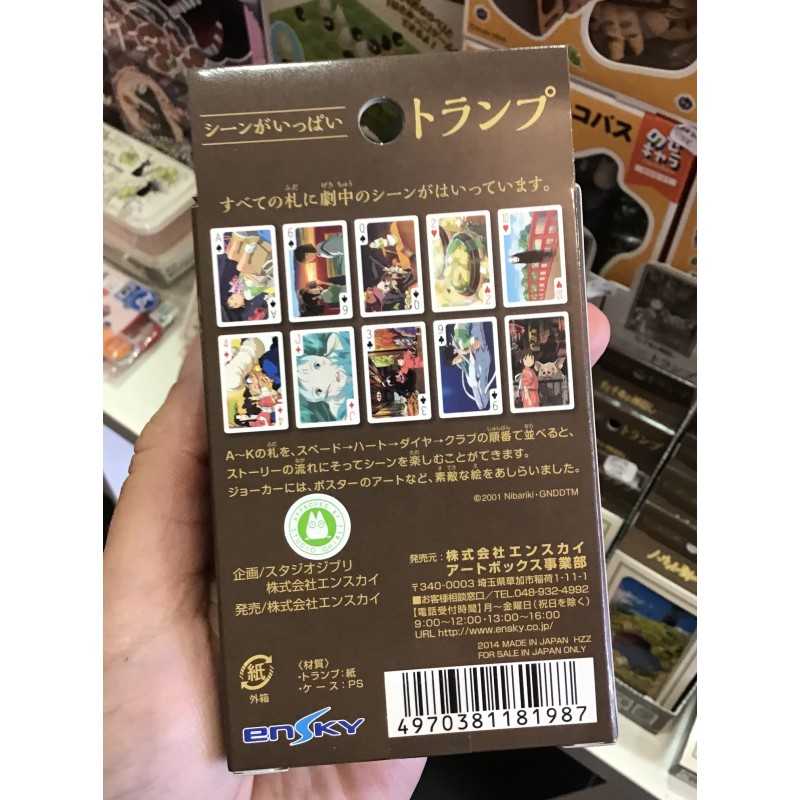 シーンがいっぱい
トランプ
すべての札に劇中のシーンがはいっています。
A～Kの札を、スペード→ハート→ダイヤ→クラブの順番で並べると、
ストーリーの流れにそってシーンを楽しむことができます。
ジョーカーには、ポスターのアートなど、素敵な絵をあしらいました。
©2001 Nibariki・GNDDTM
企画/スタジオジブリ
株式会社エンスカイ
発売/株式会社エンスカイ
発売元：株式会社エンスカイ
アートボックス事業部
〒340-0003 埼玉県草加市稲荷1-11-1
■お客様相談窓口/TEL.048-932-4992
【電話受付時間】月～金曜日(祝日を除く)
9:00～12:00・13:00～16:00
URL http://www.ensky.co.jp/
2014 MADE IN JAPAN HZZ
FOR SALE IN JAPAN ONLY
紙
外箱
〈材質〉
・トランプ：紙
・ケース：PS
ensky
4970381181987
コバス
のび
キャラ
トランプ